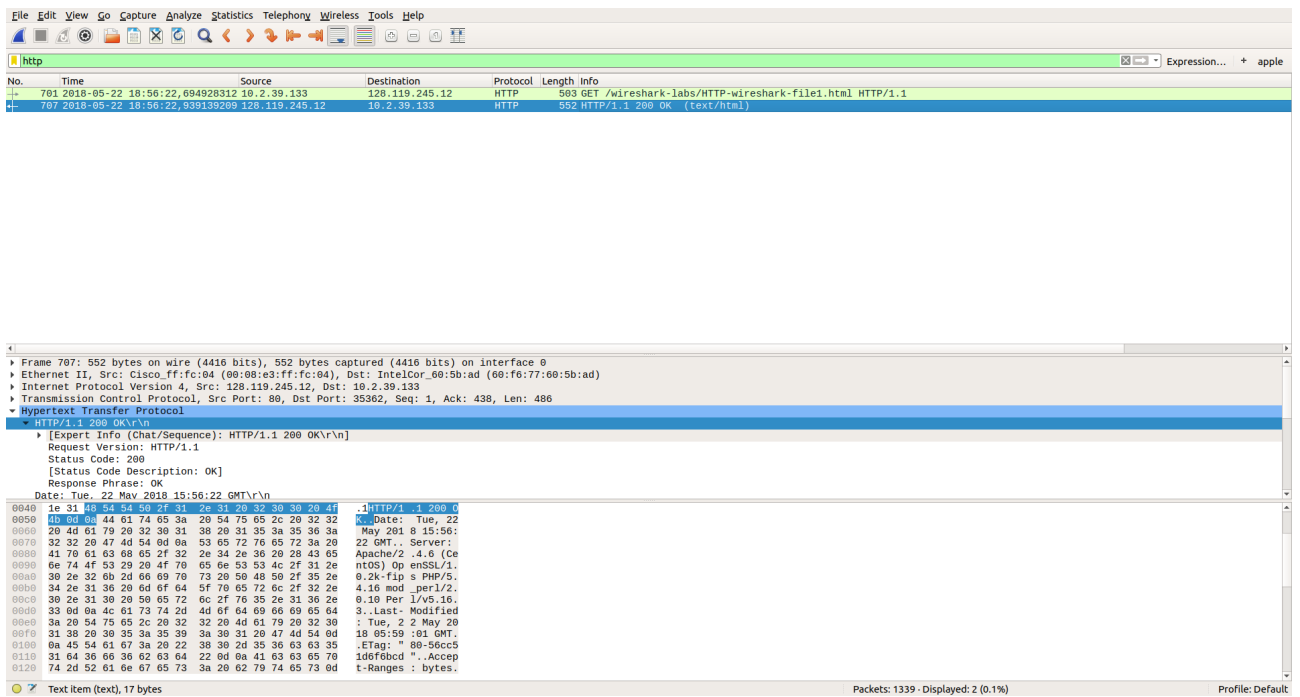 File Edit View Go Capture Analyze Statistics Telephony Wireless Tools Help
http
Expression... + apple
No. Time Source Destination Protocol Length Info
701 2018-05-22 18:56:22,694928312 10.2.39.133 128.119.245.12 HTTP 503 GET /wireshark-labs/HTTP-wireshark-file1.html HTTP/1.1
707 2018-05-22 18:56:22,939139209 128.119.245.12 10.2.39.133 HTTP 552 HTTP/1.1 200 OK (text/html)
Frame 707: 552 bytes on wire (4416 bits), 552 bytes captured (4416 bits) on interface 0
Ethernet II, Src: Cisco_ff:fc:04 (00:08:e3:ff:fc:04), Dst: IntelCor_60:5b:ad (60:f6:77:60:5b:ad)
Internet Protocol Version 4, Src: 128.119.245.12, Dst: 10.2.39.133
Transmission Control Protocol, Src Port: 80, Dst Port: 35362, Seq: 1, Ack: 438, Len: 486
Hypertext Transfer Protocol
HTTP/1.1 200 OK\r\n
[Expert Info (Chat/Sequence): HTTP/1.1 200 OK\r\n]
Request Version: HTTP/1.1
Status Code: 200
[Status Code Description: OK]
Response Phrase: OK
Date: Tue, 22 May 2018 15:56:22 GMT\r\n
0040 1e 31 48 54 54 50 2f 31 2e 31 20 32 30 30 20 4f .1HTTP/1 .1 200 O
0050 4b 0d 0a 44 61 74 65 3a 20 54 75 65 2c 20 32 32 K..Date: Tue, 22
0060 20 4d 61 79 20 32 30 31 38 20 31 35 3a 35 36 3a May 201 8 15:56:
0070 32 32 20 47 4d 54 0d 0a 53 65 72 76 65 72 3a 20 22 GMT.. Server:
0080 41 70 61 63 68 65 2f 32 2e 34 2e 36 20 28 43 65 Apache/2 .4.6 (Ce
0090 6e 74 4f 53 29 20 4f 70 65 6e 53 53 4c 2f 31 2e ntOS) Op enSSL/1.
00a0 30 2e 32 6b 2d 66 69 70 73 20 50 48 50 2f 35 2e 0.2k-fip s PHP/5.
00b0 34 2e 31 36 20 6d 6f 64 5f 70 65 72 6c 2f 32 2e 4.16 mod _perl/2.
00c0 30 2e 31 30 20 50 65 72 6c 2f 76 35 2e 31 36 2e 0.10 Per l/v5.16.
00d0 33 0d 0a 4c 61 73 74 2d 4d 6f 64 69 66 69 65 64 3..Last- Modified
00e0 3a 20 54 75 65 2c 20 32 32 20 4d 61 79 20 32 30 : Tue, 2 2 May 20
00f0 31 38 20 30 35 3a 35 39 3a 30 31 20 47 4d 54 0d 18 05:59 :01 GMT.
0100 0a 45 54 61 67 3a 20 22 38 30 2d 35 36 63 63 35 .ETag: " 80-56cc5
0110 31 64 36 66 36 62 63 64 22 0d 0a 41 63 63 65 70 1d6f6bcd "..Accep
0120 74 2d 52 61 6e 67 65 73 3a 20 62 79 74 65 73 0d t-Ranges : bytes.
Text item (text), 17 bytes Packets: 1339 · Displayed: 2 (0.1%) Profile: Default